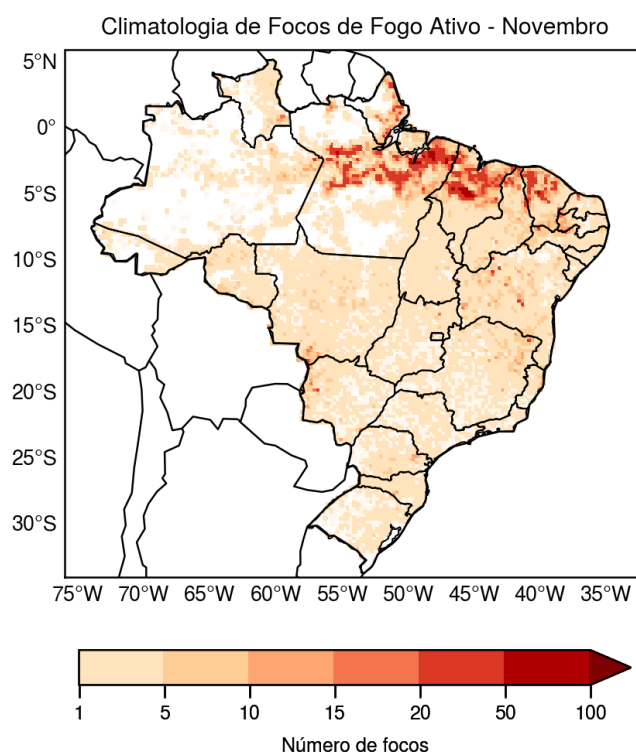 Climatologia de Focos de Fogo Ativo - Novembro
5°N
0°
5°S
10°S
15°S
20°S
25°S
30°S
75°W 70°W 65°W 60°W 55°W 50°W 45°W 40°W 35°W
1 5 10 15 20 50 100
Número de focos